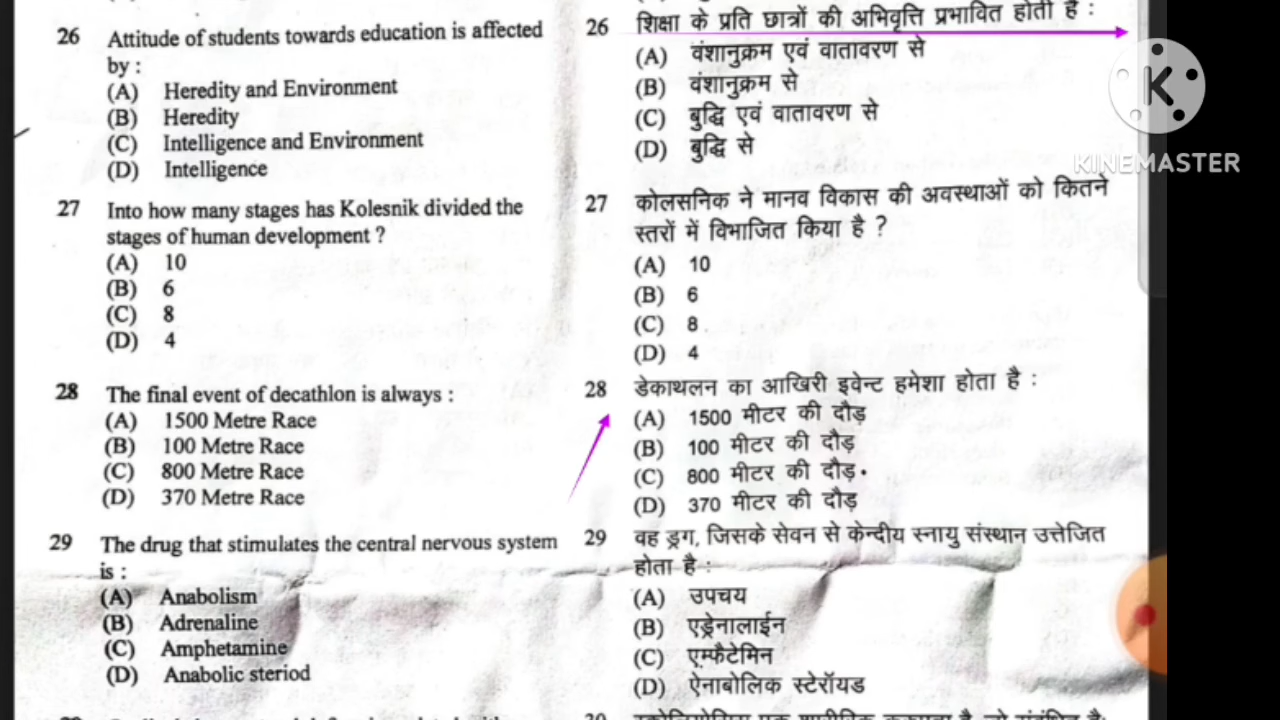 26 Attitude of students towards education is affected
by :
(A) Heredity and Environment
(B) Heredity
(C) Intelligence and Environment
(D) Intelligence
27 Into how many stages has Kolesnik divided the
stages of human development ?
(A) 10
(B) 6
(C) 8
(D) 4
28 The final event of decathlon is always :
(A) 1500 Metre Race
(B) 100 Metre Race
(C) 800 Metre Race
(D) 370 Metre Race
29 The drug that stimulates the central nervous system
is :
(A) Anabolism
(B) Adrenaline
(C) Amphetamine
(D) Anabolic steriod
26 शिक्षा के प्रति छात्रों की अभिवृत्ति प्रभावित होती है :
(A) वंशानुक्रम एवं वातावरण से
(B) वंशानुक्रम से
(C) बुद्धि एवं वातावरण से
(D) बुद्धि से
27 कोलसनिक ने मानव विकास की अवस्थाओं को कितने
स्तरों में विभाजित किया है ?
(A) 10
(B) 6
(C) 8
(D) 4
28 डेकाथलन का आखिरी इवेन्ट हमेशा होता है :
(A) 1500 मीटर की दौड़
(B) 100 मीटर की दौड़
(C) 800 मीटर की दौड़
(D) 370 मीटर की दौड़
29 वह ड्रग, जिसके सेवन से केन्दीय स्नायु संस्थान उत्तेजित
होता है :
(A) उपचय
(B) एड्रेनालाईन
(C) एम्फैटेमिन
(D) ऐनाबोलिक स्टेरॉयड
K
KINEMASTER